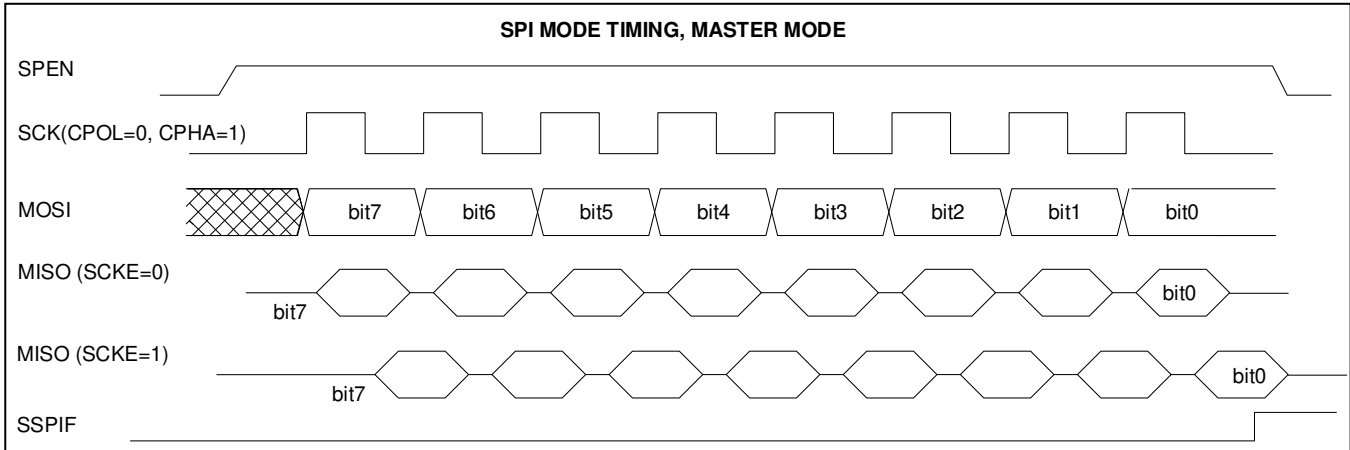 SPI MODE TIMING, MASTER MODE
SPEN
SCK(CPOL=0, CPHA=1)
MOSI bit7 bit6 bit5 bit4 bit3 bit2 bit1 bit0
MISO (SCKE=0)
bit7 bit0
MISO (SCKE=1)
bit7 bit0
SSPIF